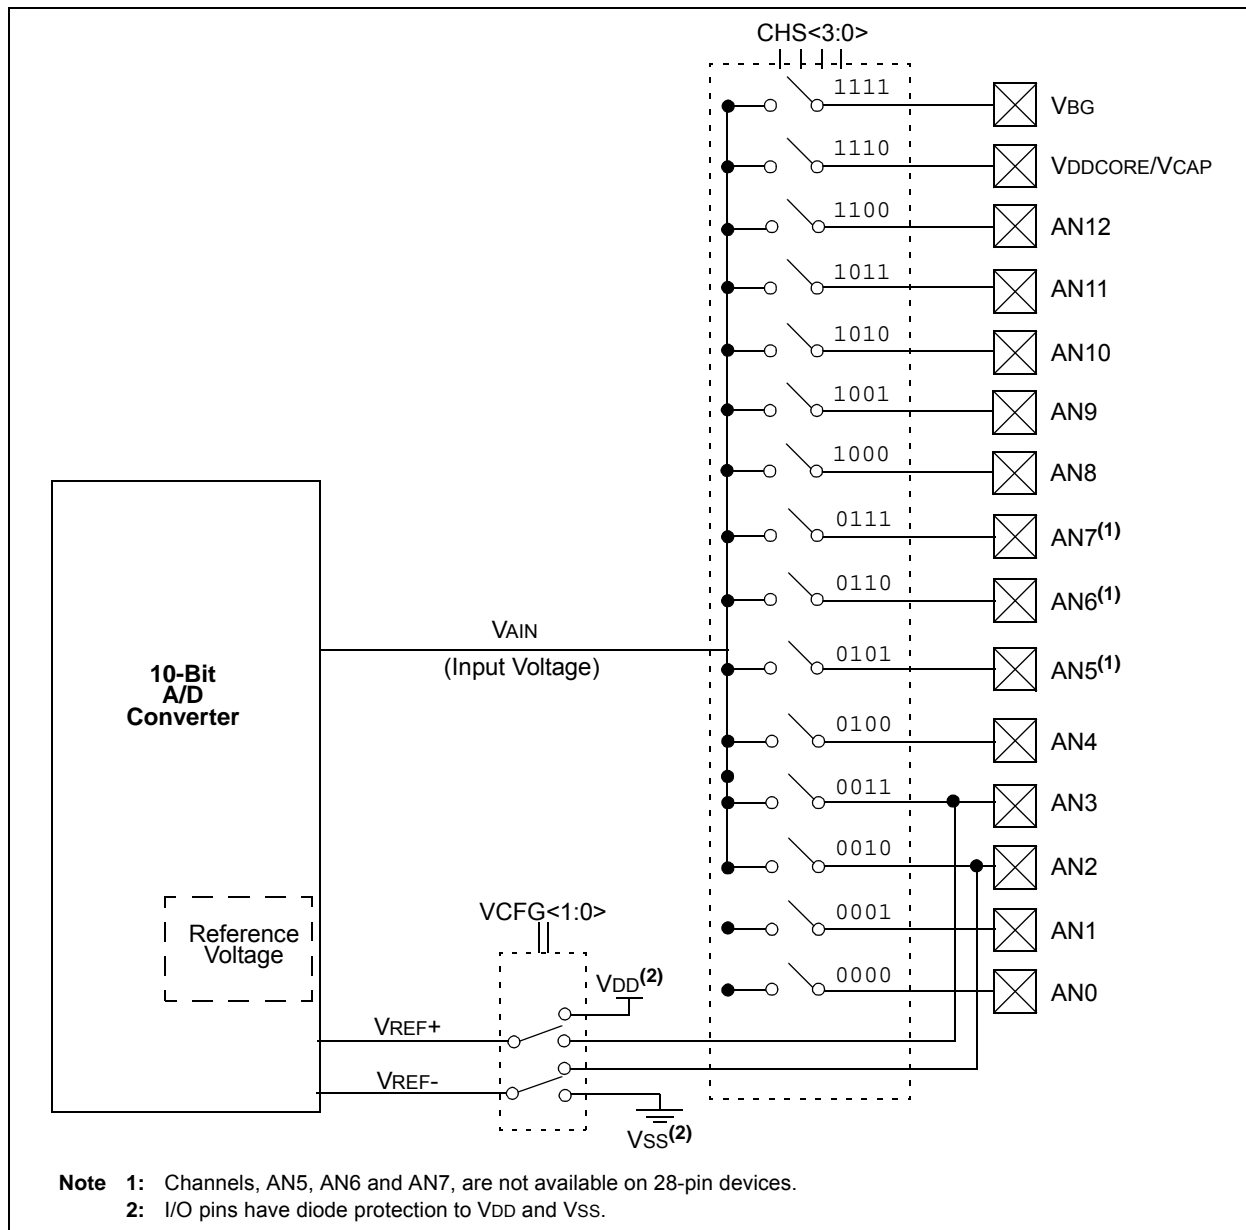 CHS<3:0>
1111 VBG
1110 VDDCORE/VCAP
1100 AN12
1011 AN11
1010 AN10
1001 AN9
1000 AN8
0111 AN7(1)
0110 AN6(1)
VAIN
(Input Voltage)
0101 AN5(1)
10-Bit
A/D
Converter
0100 AN4
0011 AN3
0010 AN2
VCFG<1:0>
0001 AN1
Reference
Voltage
VDD(2)
0000 AN0
VREF+
VREF-
VSS(2)
Note 1: Channels, AN5, AN6 and AN7, are not available on 28-pin devices.
2: I/O pins have diode protection to VDD and VSS.